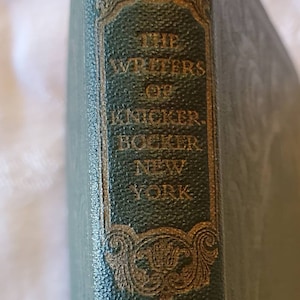 THE
WRITERS
OF
KNICKER-
BOCKER
NEW
YORK